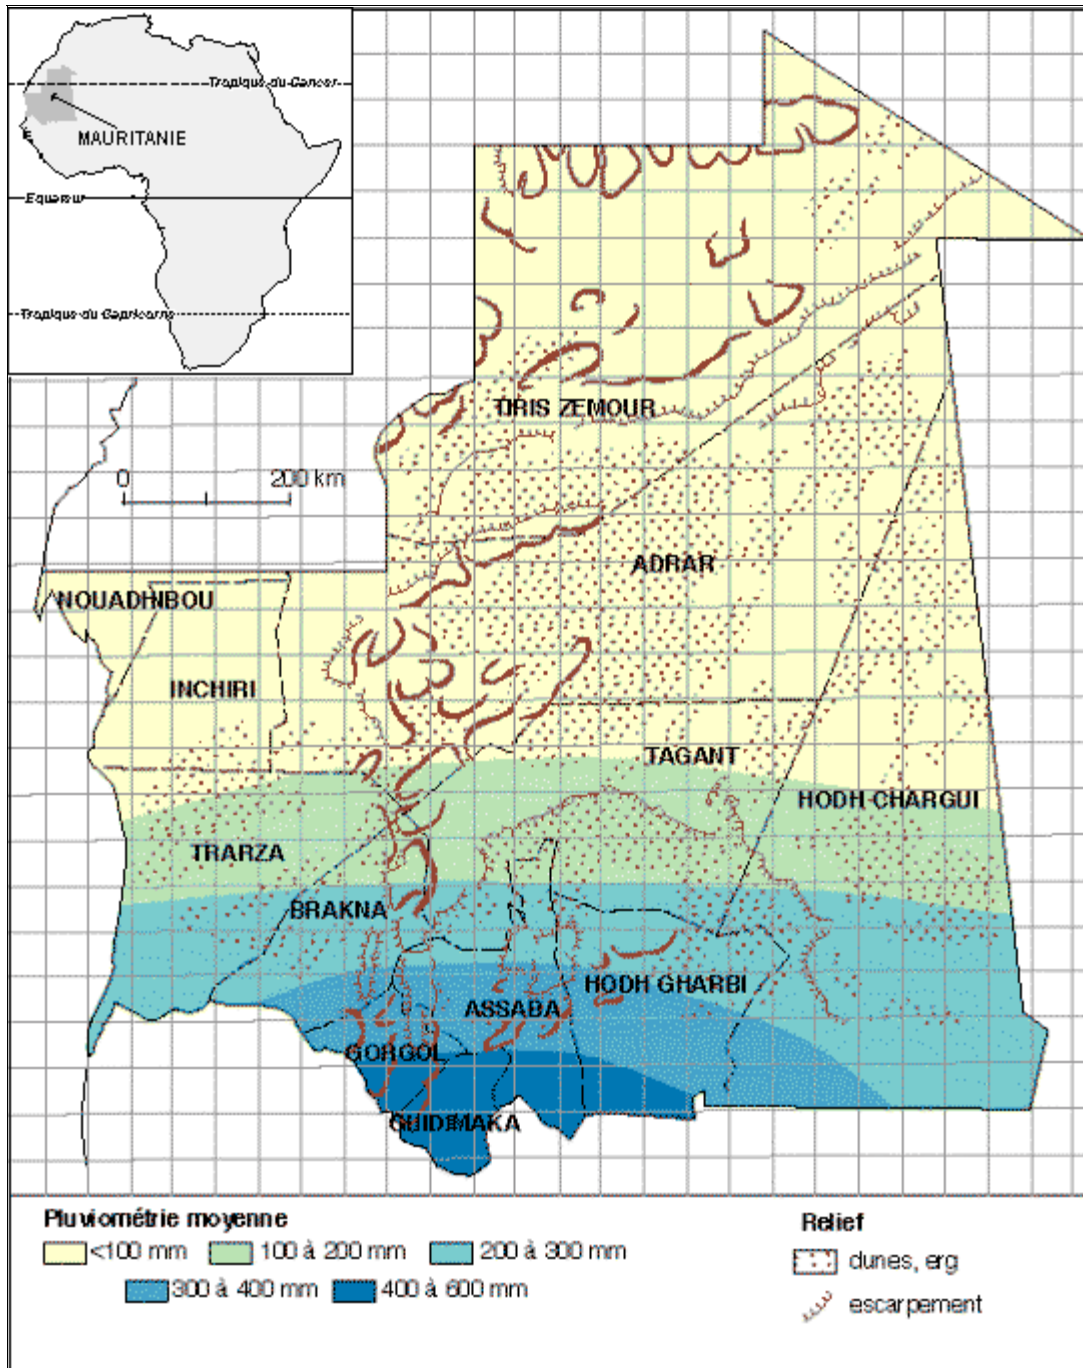 Tropique du Cancer
MAURITANIE
Equateur
Tropique du Capricorne
TIRIS ZEMOUR
0 200 km
ADRAR
NOUADHIBOU
INCHIRI
TAGANT
HODH CHARGUI
TRARZA
BRAKNA
HODH GHARBI
ASSABA
GORGOL
GUIDIMAKA
Pluviométrie moyenne
<100 mm 100 à 200 mm 200 à 300 mm
300 à 400 mm 400 à 600 mm
Relief
dunes, erg
escarpement